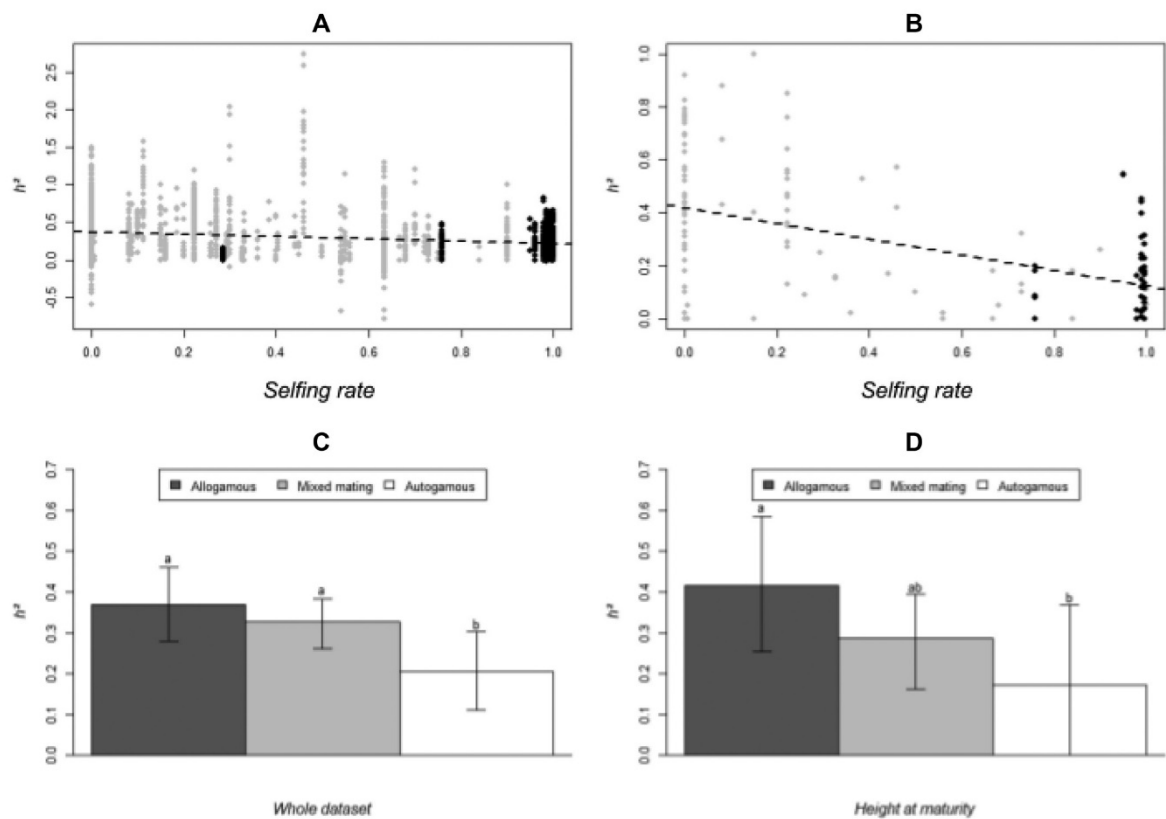 A
B
2.5
2.0
1.5
1.0
0.5
0.0
-0.5
h²
0.0 0.2 0.4 0.6 0.8 1.0
Selfing rate
1.0
0.8
0.6
0.4
0.2
0.0
h²
0.0 0.2 0.4 0.6 0.8 1.0
Selfing rate
C
D
0.7
0.6
0.5
0.4
0.3
0.2
0.1
0.0
h²
Allogamous Mixed mating Autogamous
a
a
b
Whole dataset
0.7
0.6
0.5
0.4
0.3
0.2
0.1
0.0
h²
Allogamous Mixed mating Autogamous
a
ab
b
Height at maturity